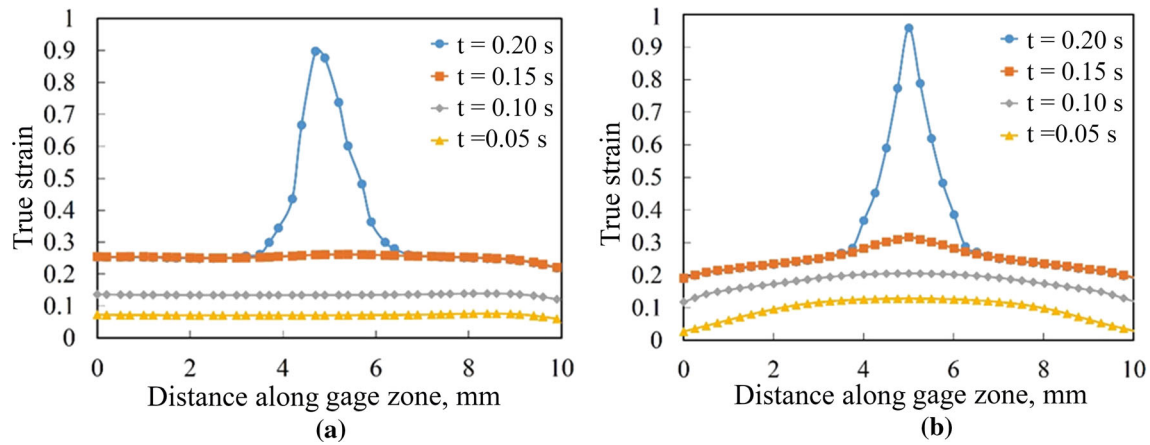 1
0.9
0.8
0.7
0.6
0.5
0.4
0.3
0.2
0.1
0
True strain
0
2
4
6
8
10
Distance along gage zone, mm
t = 0.20 s
t = 0.15 s
t = 0.10 s
t =0.05 s
(a)
1
0.9
0.8
0.7
0.6
0.5
0.4
0.3
0.2
0.1
0
True strain
0
2
4
6
8
10
Distance along gage zone, mm
t = 0.20 s
t = 0.15 s
t = 0.10 s
t =0.05 s
(b)